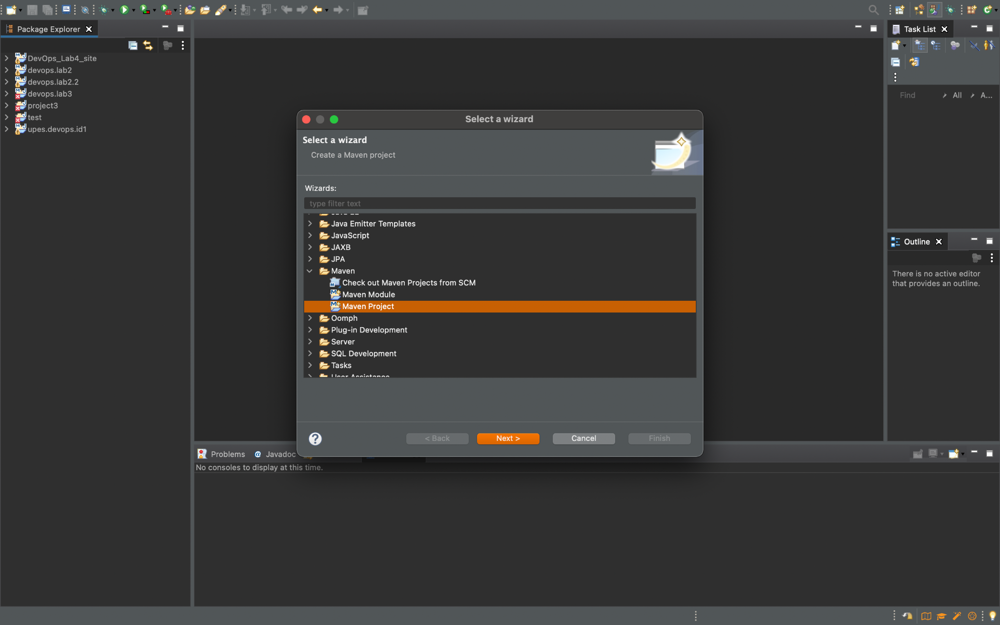 Package Explorer
DevOps_Lab4_site
devops.lab2
devops.lab2.2
devops.lab3
project3
test
upes.devops.id1
Select a wizard
Select a wizard
Create a Maven project
Wizards:
type filter text
Java Emitter Templates
JavaScript
JAXB
JPA
Maven
Check out Maven Projects from SCM
Maven Module
Maven Project
Oomph
Plug-in Development
Server
SQL Development
Tasks
User Assistance
< Back
Next >
Cancel
Finish
Problems
@ Javadoc
No consoles to display at this time.
Task List
Find
All
A...
Outline
There is no active editor
that provides an outline.